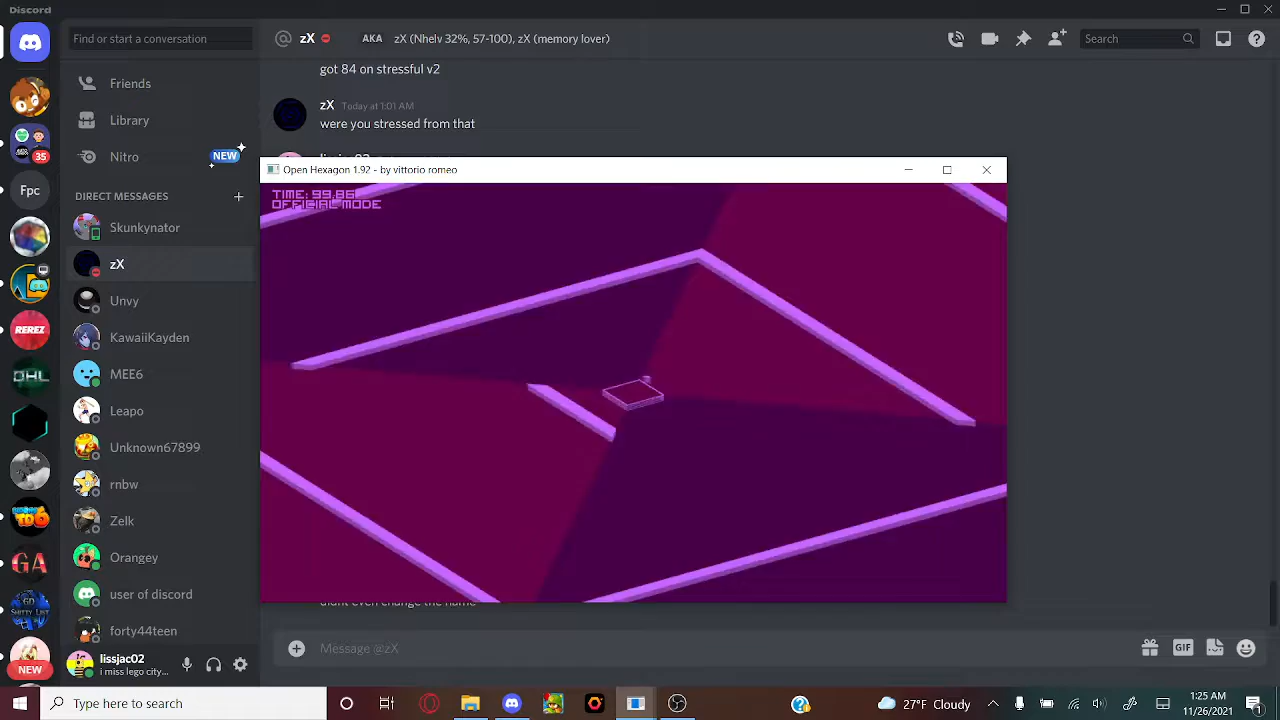 Discord
Find or start a conversation
zX
AKA
zX (Nhelv 32%, 57-100), zX (memory lover)
Search
Friends
Library
Nitro
NEW
DIRECT MESSAGES
Skunkynator
zX
Unvy
KawaiiKayden
MEE6
Leapo
Unknown67899
rnbw
Zelk
Orangey
user of discord
forty44teen
35
Fpc
REREZ
DHL
GA
NEW
lissjac02
i miss lego city...
got 84 on stressful v2
zX
Today at 1:01 AM
were you stressed from that
Open Hexagon 1.92 - by vittorio romeo
TIME: 99.86
OFFICIAL MODE
didnt even change the name
Message @zX
GIF
Type here to search
27°F Cloudy
1:25 AM
11/26/2021